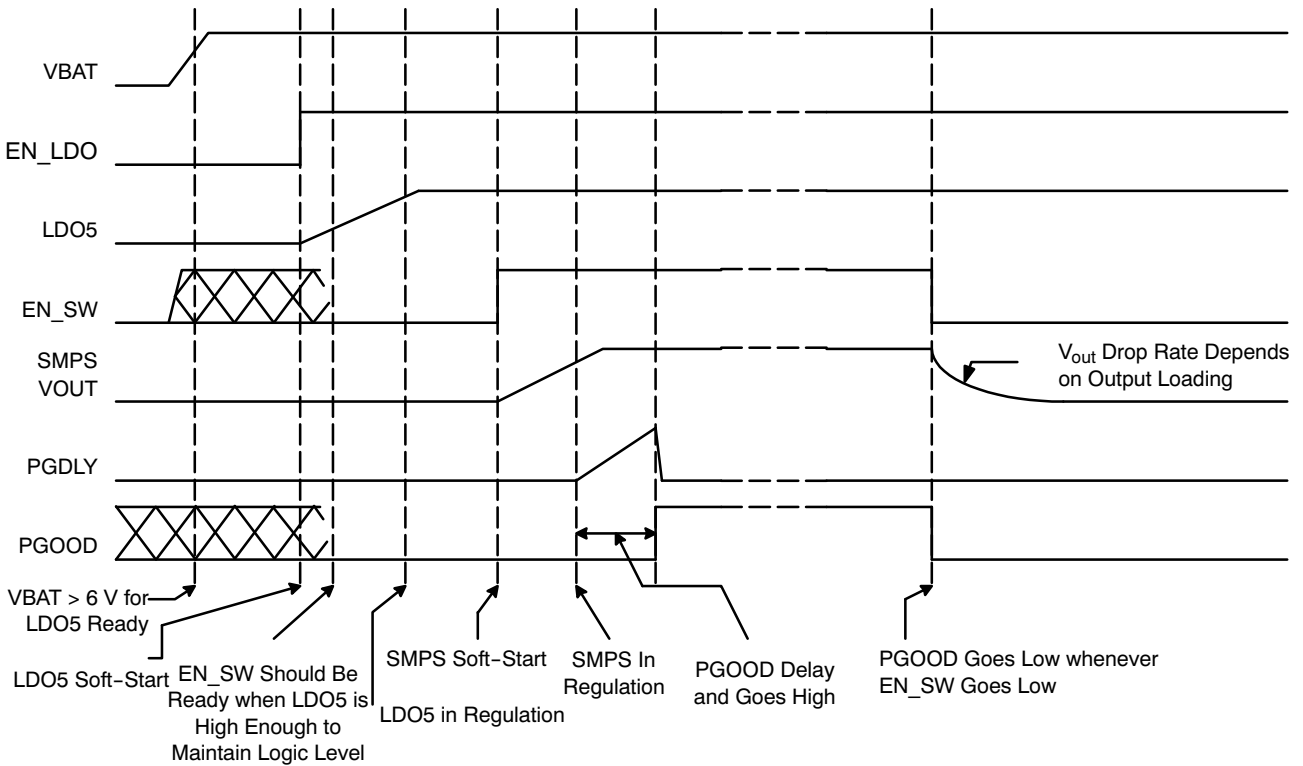 VBAT
EN_LDO
LDO5
EN_SW
SMPS
VOUT
Vout Drop Rate Depends
on Output Loading
PGDLY
PGOOD
VBAT > 6 V for
LDO5 Ready
LDO5 Soft-Start
EN_SW Should Be
Ready when LDO5 is
High Enough to
Maintain Logic Level
LDO5 in Regulation
SMPS Soft-Start
SMPS In
Regulation
PGOOD Delay
and Goes High
PGOOD Goes Low whenever
EN_SW Goes Low